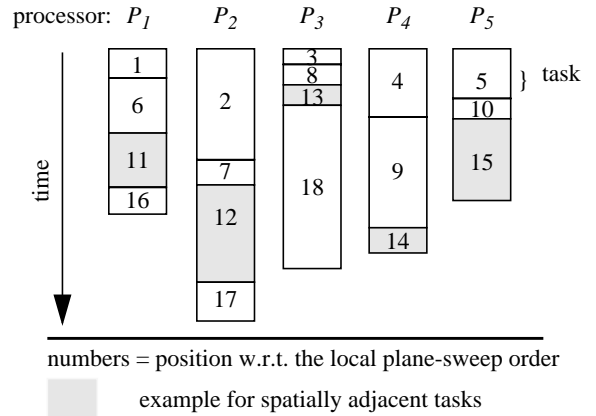 processor: P1 P2 P3 P4 P5
1 2 3 4 5 } task
6 7 8 9 10
11 12 13 14 15
16 17 18
time
numbers = position w.r.t. the local plane-sweep order
example for spatially adjacent tasks